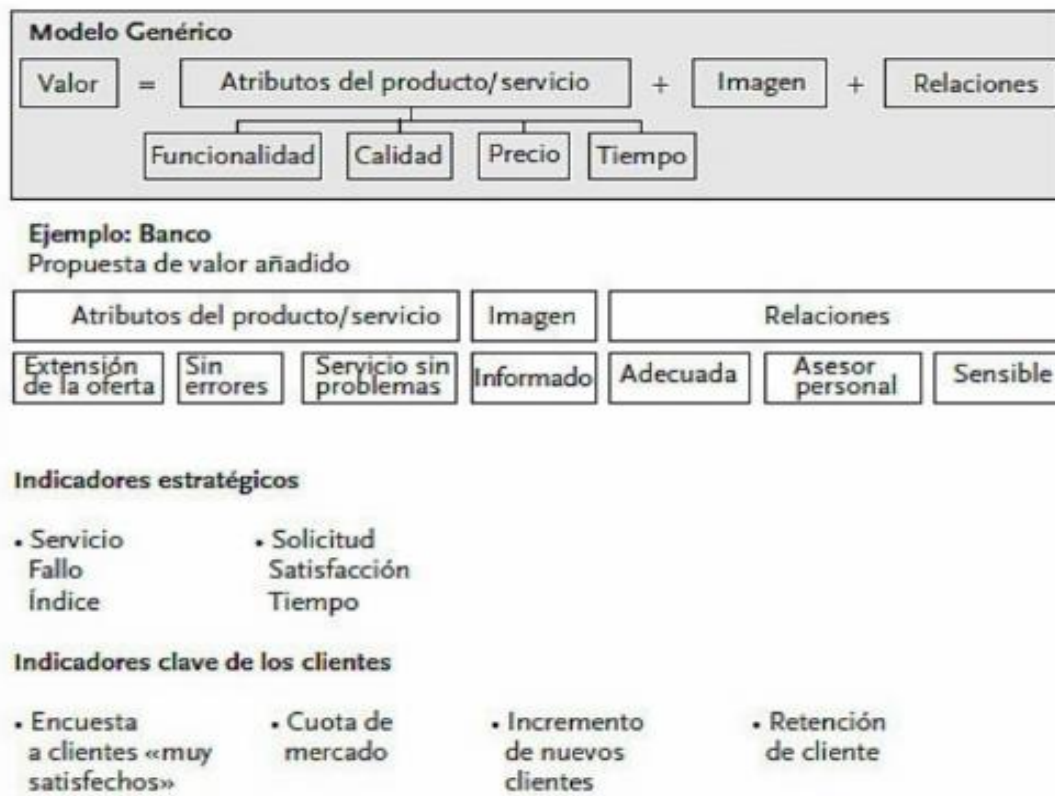 Modelo Genérico
Valor = Atributos del producto/servicio + Imagen + Relaciones
Funcionalidad Calidad Precio Tiempo
Ejemplo: Banco
Propuesta de valor añadido
Atributos del producto/servicio Imagen Relaciones
Extensión de la oferta
Sin errores
Servicio sin problemas
Informado
Adecuada
Asesor personal
Sensible
Indicadores estratégicos
• Servicio
Fallo
Índice
• Solicitud
Satisfacción
Tiempo
Indicadores clave de los clientes
• Encuesta
a clientes «muy
satisfechos»
• Cuota de
mercado
• Incremento
de nuevos
clientes
• Retención
de cliente